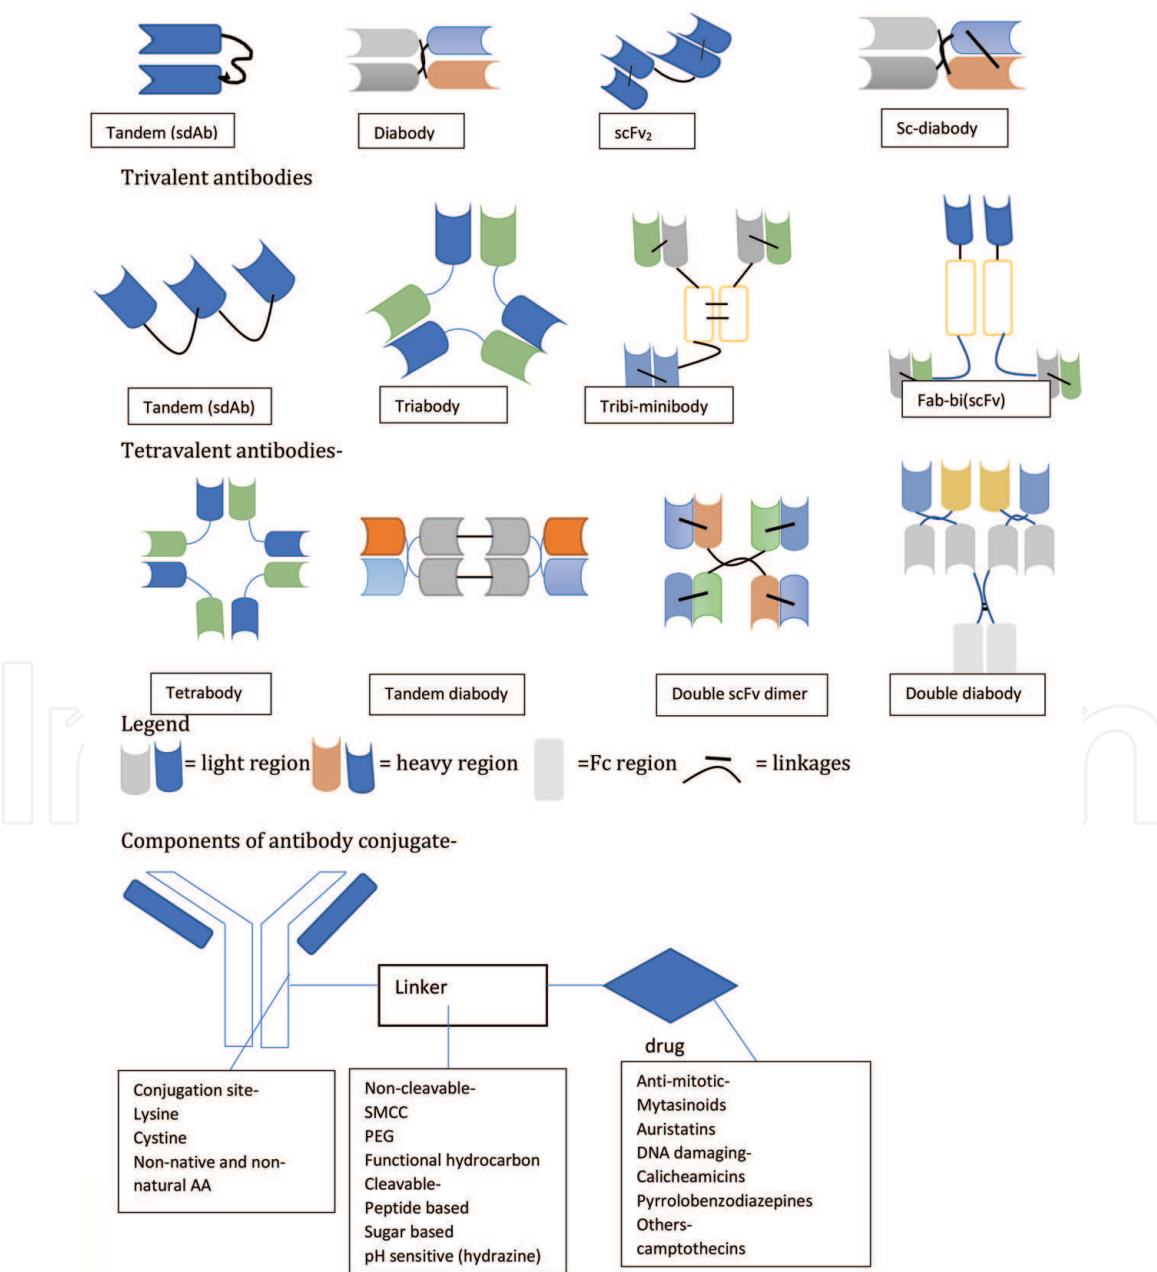 Tandem (sdAb)
Diabody
scFv₂
Sc-diabody
Trivalent antibodies
Tandem (sdAb)
Triabody
Tribi-minibody
Fab-bi(scFv)
Tetravalent antibodies-
Tetrabody
Tandem diabody
Double scFv dimer
Double diabody
Legend
= light region
= heavy region
=Fc region
= linkages
Components of antibody conjugate-
Linker
drug
Conjugation site-
Lysine
Cystine
Non-native and non-
natural AA
Non-cleavable-
SMCC
PEG
Functional hydrocarbon
Cleavable-
Peptide based
Sugar based
pH sensitive (hydrazine)
Anti-mitotic-
Mytasinoids
Auristatins
DNA damaging-
Calicheamicins
Pyrrolobenzodiazepines
Others-
camptothecins